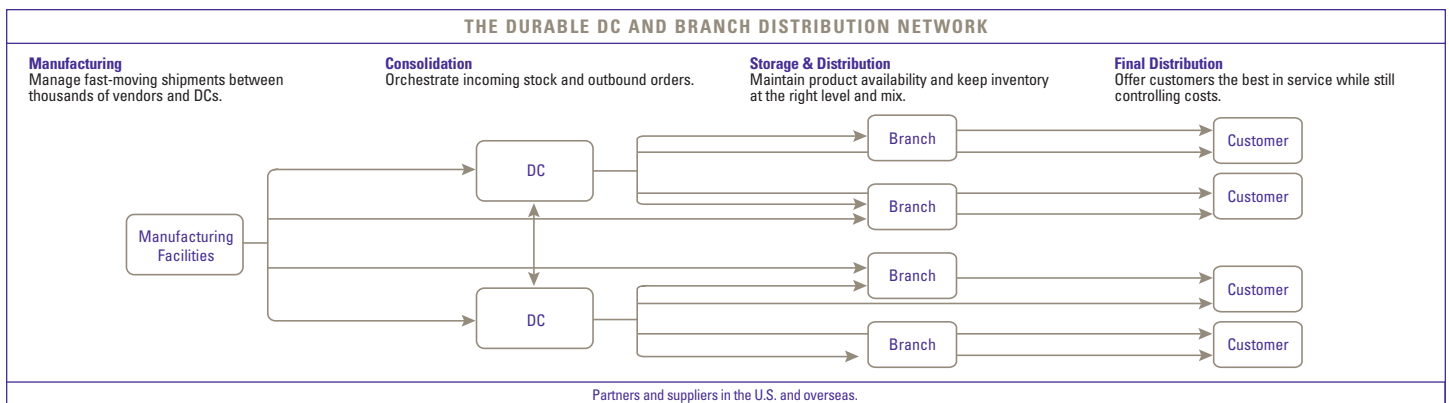 THE DURABLE DC AND BRANCH DISTRIBUTION NETWORK
Manufacturing
Manage fast-moving shipments between
thousands of vendors and DCs.
Consolidation
Orchestrate incoming stock and outbound orders.
Storage & Distribution
Maintain product availability and keep inventory
at the right level and mix.
Final Distribution
Offer customers the best in service while still
controlling costs.
Manufacturing
Facilities
DC
DC
Branch
Branch
Branch
Branch
Customer
Customer
Customer
Customer
Partners and suppliers in the U.S. and overseas.